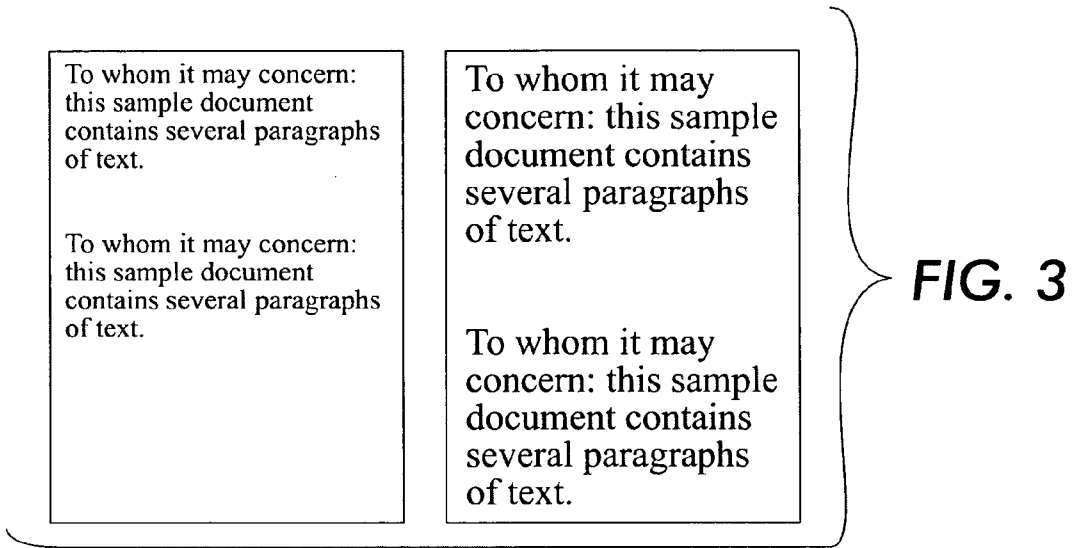 To whom it may concern:
this sample document
contains several paragraphs
of text.
To whom it may concern:
this sample document
contains several paragraphs
of text.
To whom it may
concern: this sample
document contains
several paragraphs
of text.
To whom it may
concern: this sample
document contains
several paragraphs
of text.
FIG. 3